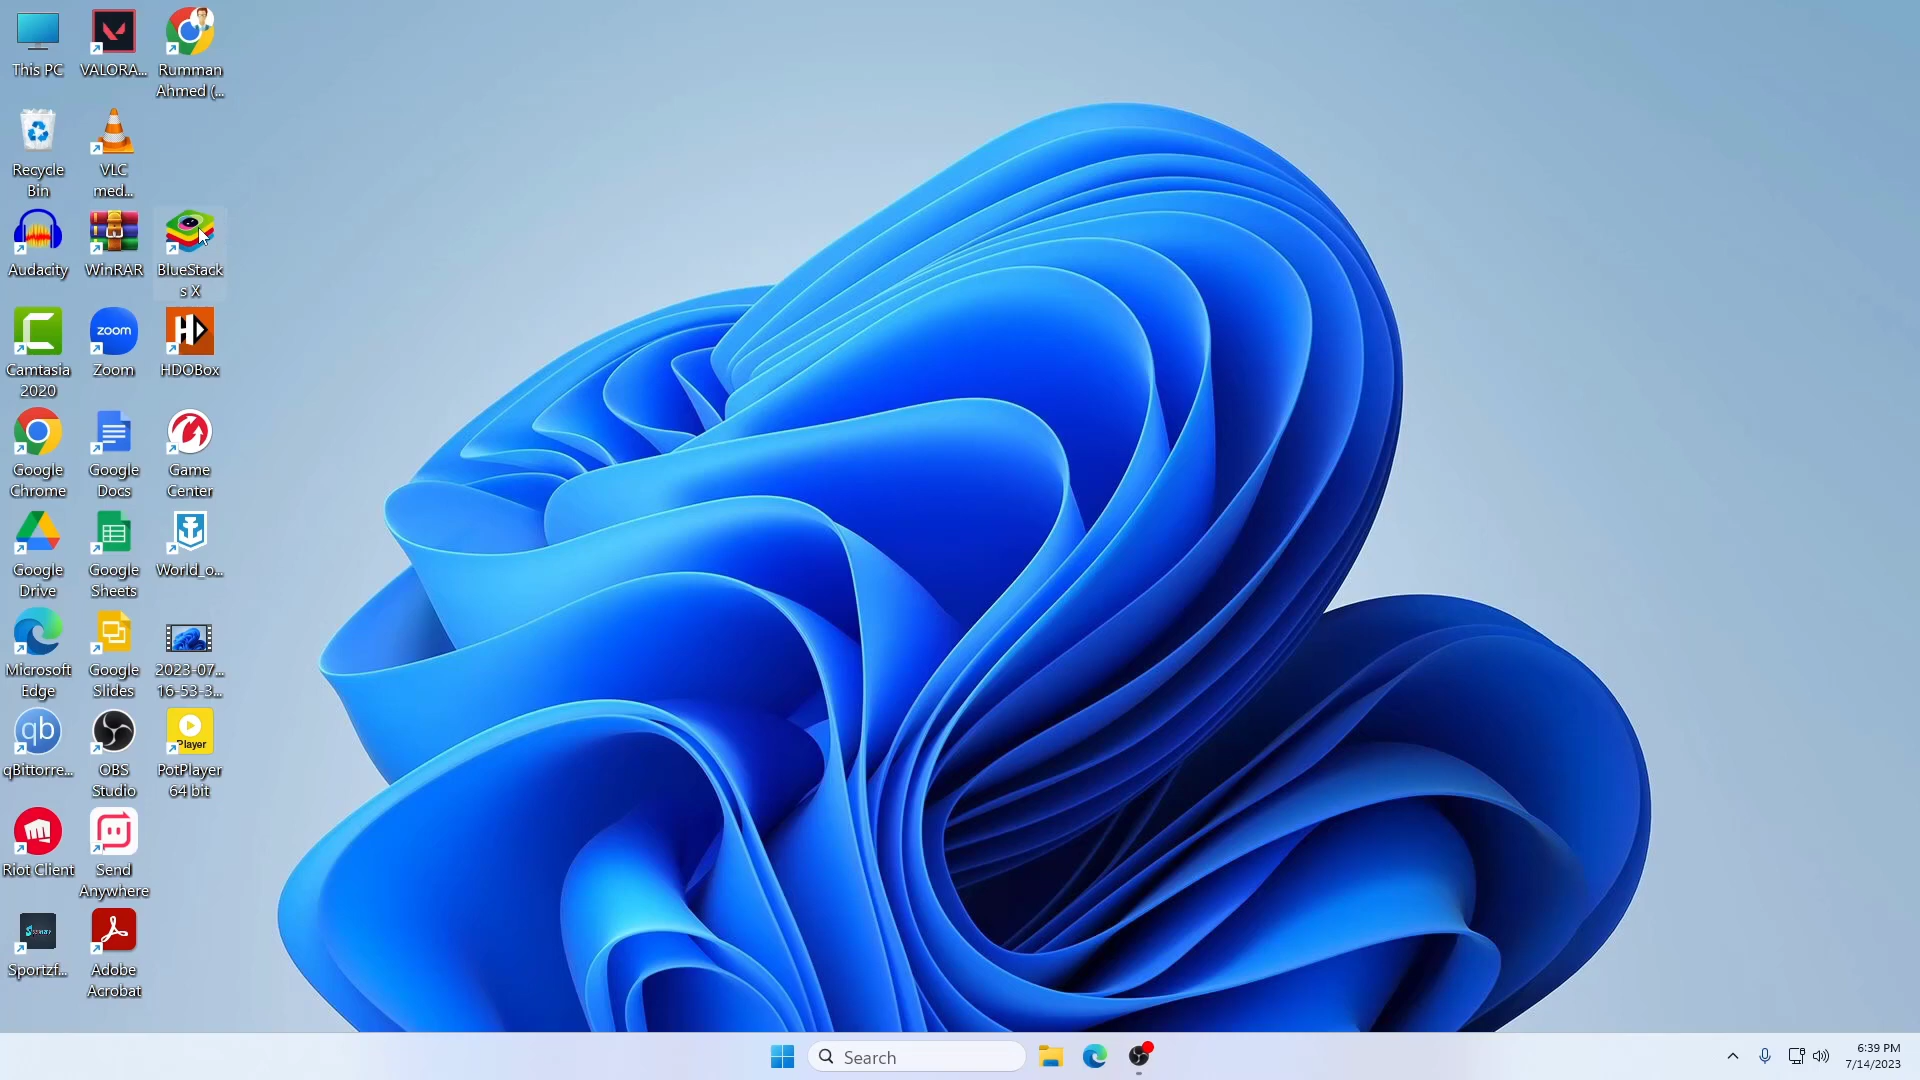 This PC
VALORA...
Rumman
Ahmed (...
Recycle
Bin
VLC
med...
Audacity
WinRAR
BlueStack
s X
Camtasia
2020
zoom
Zoom
HDOBox
Google
Chrome
Google
Docs
Game
Center
Google
Drive
Google
Sheets
World_o...
Microsoft
Edge
Google
Slides
2023-07...
16-53-3...
qb
qBittorre...
OBS
Studio
Player
PotPlayer
64 bit
Riot Client
Send
Anywhere
Sportzf...
Adobe
Acrobat
Search
6:39 PM
7/14/2023